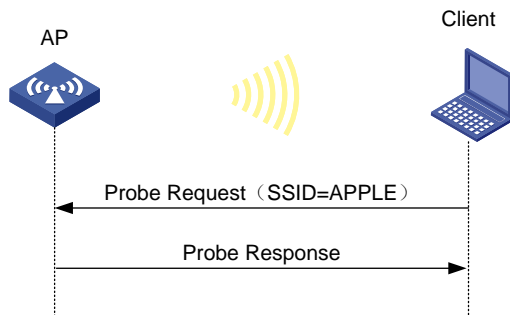 Client
AP
Probe Request（SSID=APPLE）
Probe Response